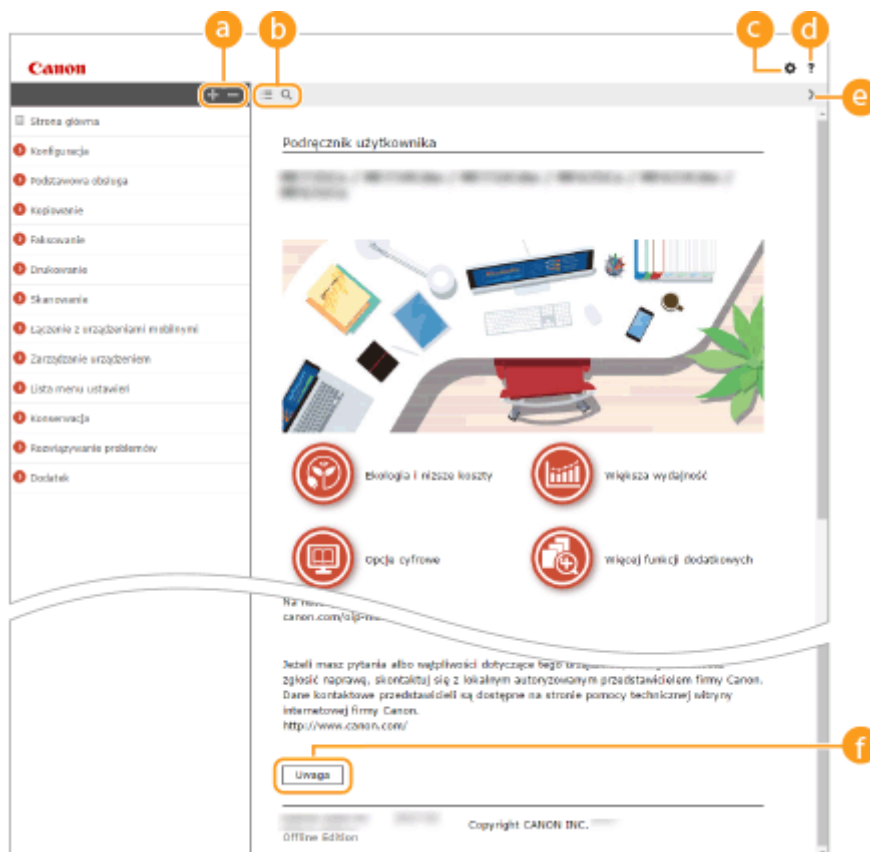 a b c d
Canon
+ −
?
e
Strona główna
Podręcznik użytkownika
Konfiguracja
Podstawowa obsługa
Kopiowanie
Faksowanie
Drukowanie
Skanowanie
Łączenie z urządzeniami mobilnymi
Zarządzanie urządzeniem
Lista menu ustawień
Konserwacja
Rozwiązywanie problemów
Dodatek
Ekologia i niższe koszty
Większa wydajność
Opcje cyfrowe
Więcej funkcji dodatkowych
Jeżeli masz pytania albo wątpliwości dotyczące tego
zgłosić naprawę, skontaktuj się z lokalnym autoryzowanym przedstawicielem firmy Canon.
Dane kontaktowe przedstawicieli są dostępne na stronie pomocy technicznej witryny
internetowej firmy Canon.
http://www.canon.com/
f
Uwaga
Copyright CANON INC.
Offline Edition